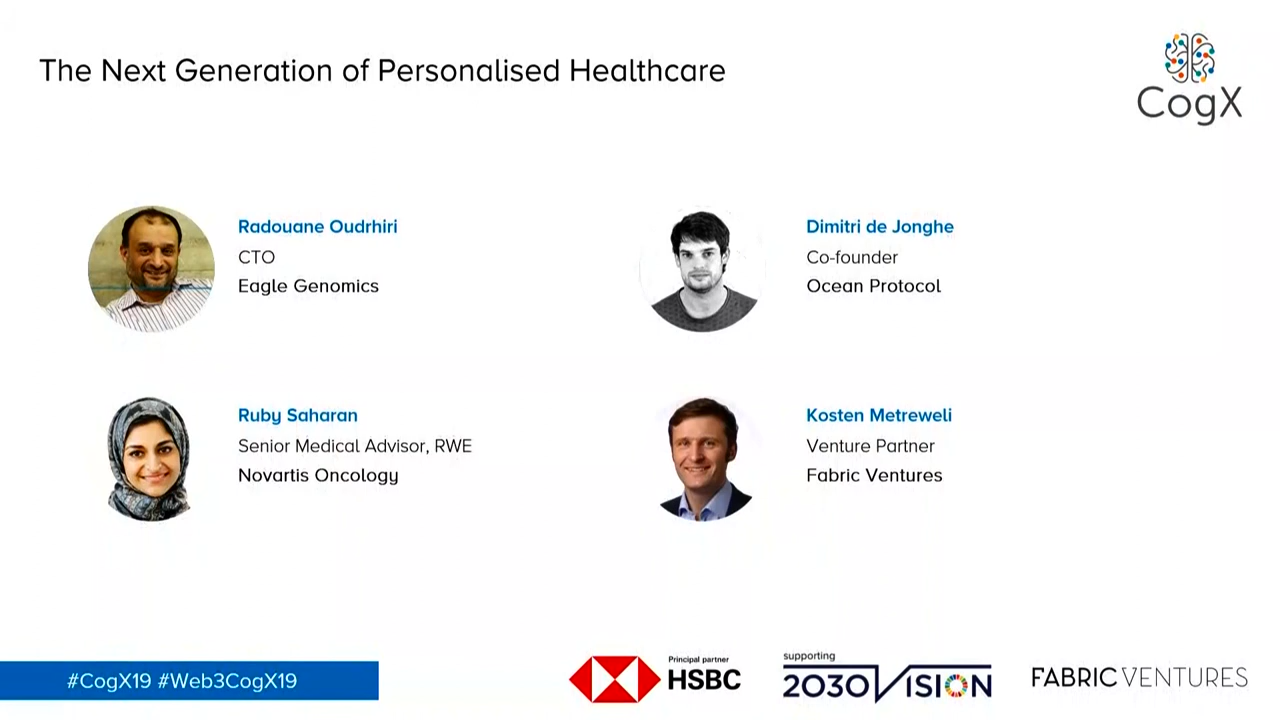 The Next Generation of Personalised Healthcare
CogX
Radouane Oudrhiri
CTO
Eagle Genomics
Dimitri de Jonghe
Co-founder
Ocean Protocol
Ruby Saharan
Senior Medical Advisor, RWE
Novartis Oncology
Kosten Metreweli
Venture Partner
Fabric Ventures
#CogX19 #Web3CogX19
Principal partner
HSBC
supporting
2030VISION
FABRIC VENTURES